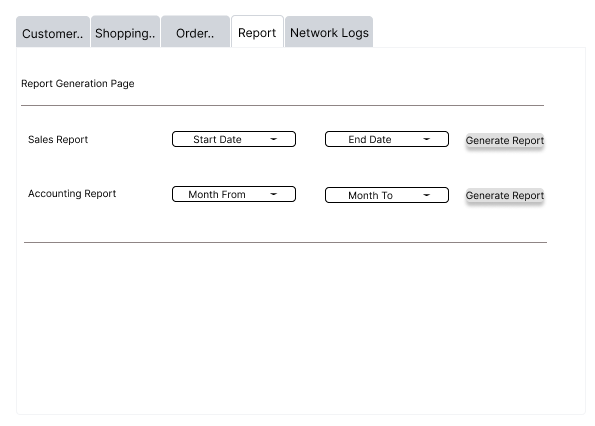 Customer.. Shopping.. Order.. Report Network Logs
Report Generation Page
Sales Report Start Date End Date Generate Report
Accounting Report Month From Month To Generate Report